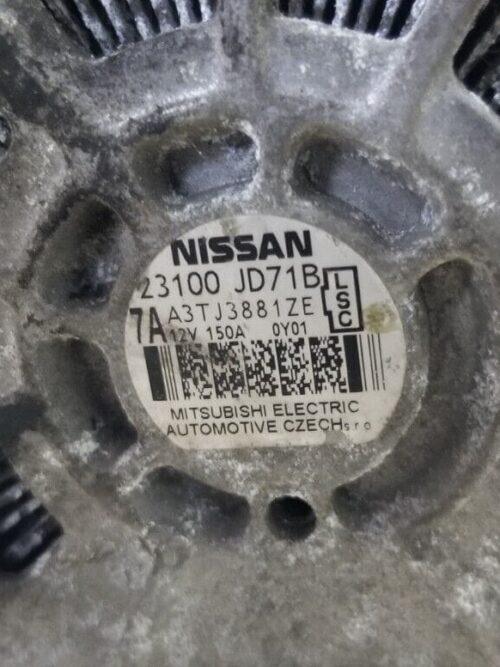 NISSAN
23100 JD71B
7A A3TJ3881ZE
LSC
12V 150A 0Y01
MITSUBISHI ELECTRIC
AUTOMOTIVE CZECH s.r.o